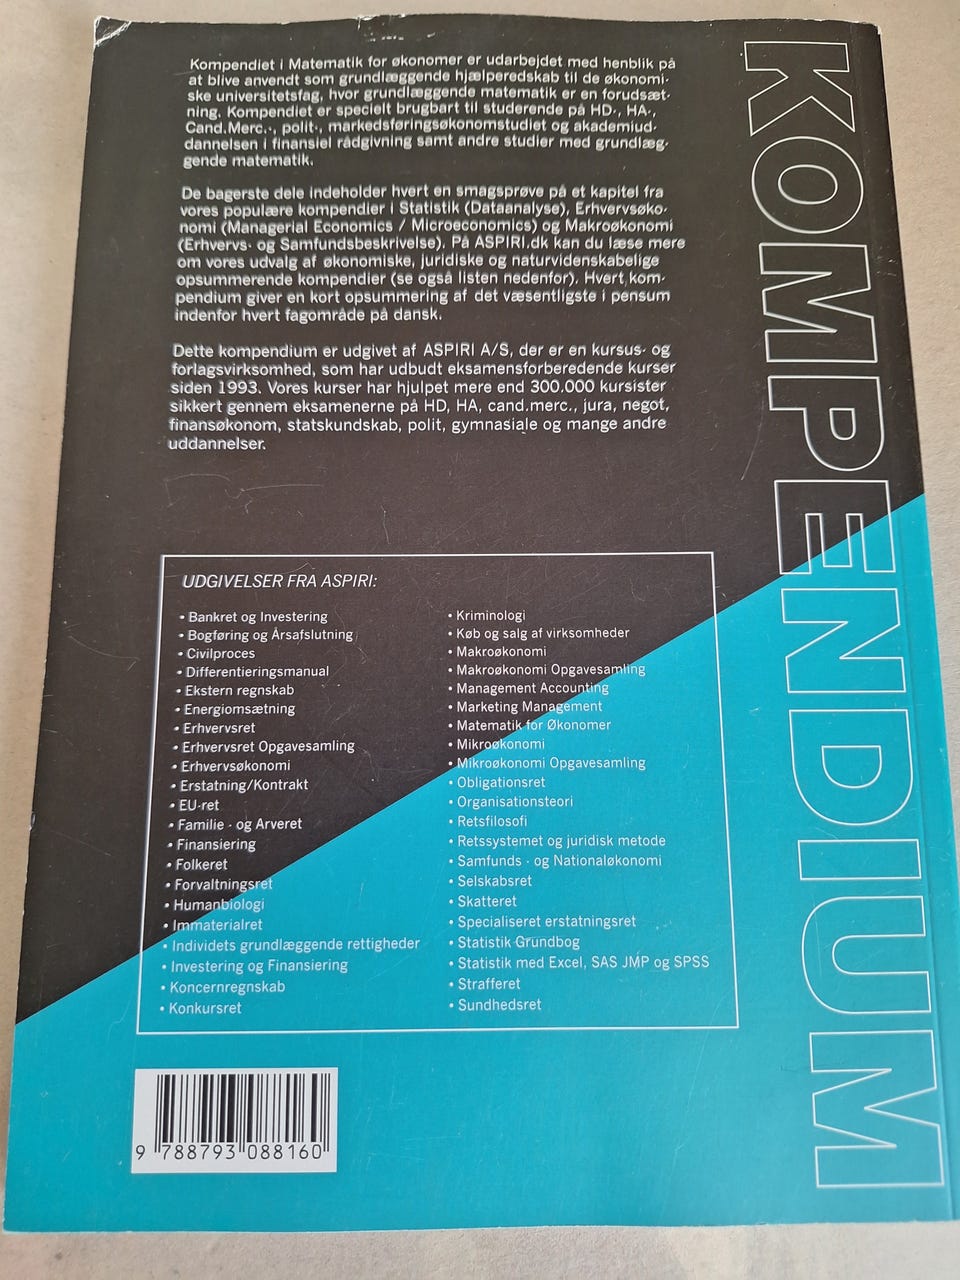 Kompendiet i Matematik for økonomer er udarbejdet med henblik på
at blive anvendt som grundlæggende hjælperedskab til de økonomi-
ske universitetsfag, hvor grundlæggende matematik er en forudsæt-
ning. Kompendiet er specielt brugbart til studerende på HD-, HA-,
Cand.Merc.-, polit-, markedsføringsøkonomstudiet og akademiud-
dannelsen i finansiel rådgivning samt andre studier med grundlæg-
gende matematik.
De bagerste dele indeholder hvert en smagsprøve på et kapitel fra
vores populære kompendier i Statistik (Dataanalyse), Erhvervsøko-
nomi (Managerial Economics / Microeconomics) og Makroøkonomi
(Erhvervs- og Samfundsbeskrivelse). På ASPIRI.dk kan du læse mere
om vores udvalg af økonomiske, juridiske og naturvidenskabelige
opsummerende kompendier (se også listen nedenfor). Hvert kom-
pendium giver en kort opsummering af det væsentligste i pensum
indenfor hvert fagområde på dansk.
Dette kompendium er udgivet af ASPIRI A/S, der er en kursus- og
forlagsvirksomhed, som har udbudt eksamensforberedende kurser
siden 1993. Vores kurser har hjulpet mere end 300.000 kursister
sikkert gennem eksamenerne på HD, HA, cand.merc., jura, negot,
finansøkonom, statskundskab, polit, gymnasiale og mange andre
uddannelser.
KOMPENDIUM
UDGIVELSER FRA ASPIRI:
• Bankret og Investering
• Bogføring og Årsafslutning
• Civilproces
• Differentieringsmanual
• Ekstern regnskab
• Energiomsætning
• Erhvervsret
• Erhvervsret Opgavesamling
• Erhvervsøkonomi
• Erstatning/Kontrakt
• EU-ret
• Familie - og Arveret
• Finansiering
• Folkeret
• Forvaltningsret
• Humanbiologi
• Immaterialret
• Individets grundlæggende rettigheder
• Investering og Finansiering
• Koncernregnskab
• Konkursret
• Kriminologi
• Køb og salg af virksomheder
• Makroøkonomi
• Makroøkonomi Opgavesamling
• Management Accounting
• Marketing Management
• Matematik for Økonomer
• Mikroøkonomi
• Mikroøkonomi Opgavesamling
• Obligationsret
• Organisationsteori
• Retsfilosofi
• Retssystemet og juridisk metode
• Samfunds - og Nationaløkonomi
• Selskabsret
• Skatteret
• Specialiseret erstatningsret
• Statistik Grundbog
• Statistik med Excel, SAS JMP og SPSS
• Strafferet
• Sundhedsret
9 788793 088160